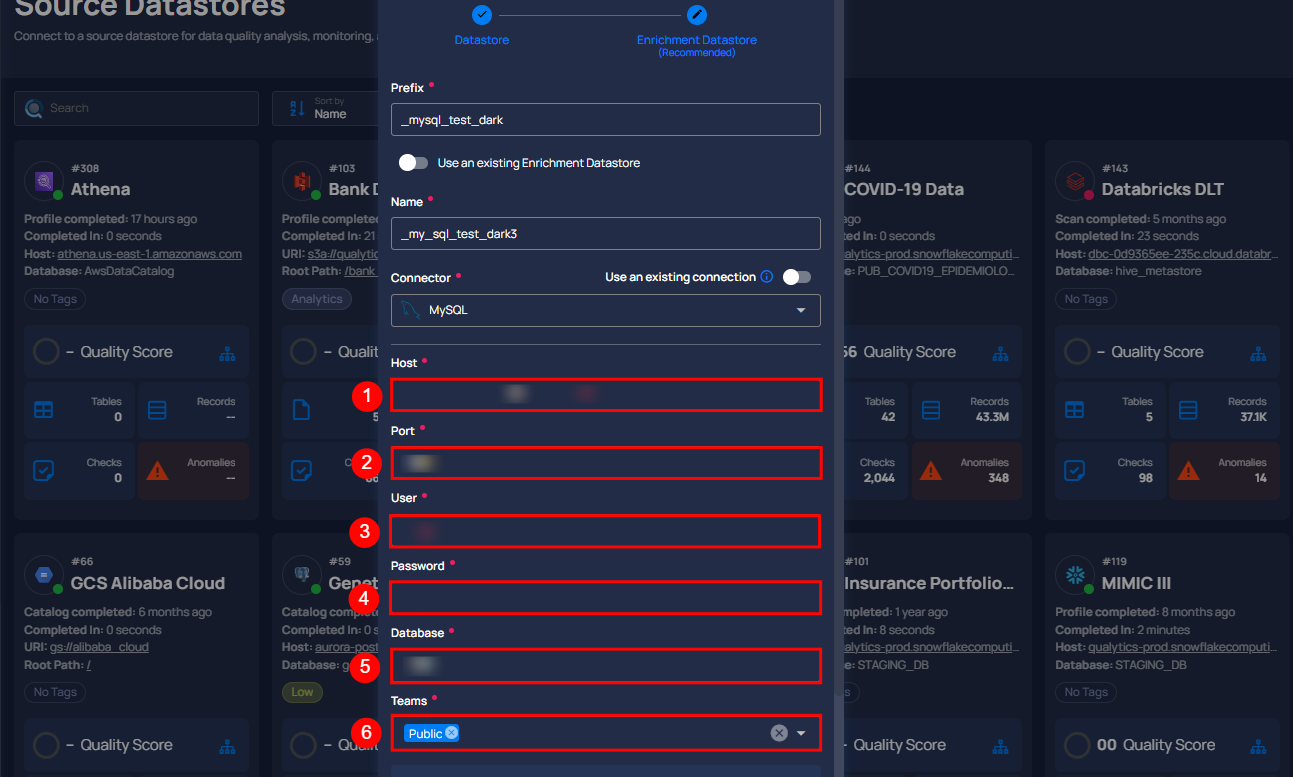 Source Datastores
Connect to a source datastore for data quality analysis, monitoring,
Search
Sort by
Name
#308
Athena
Profile completed: 17 hours ago
Completed In: 0 seconds
Host: athena.us-east-1.amazonaws.com
Database: AwsDataCatalog
No Tags
– Quality Score
Tables
0
Records
--
Checks
0
Anomalies
--
#103
Bank
Profile completed
Completed In: 21
URI: s3a://qualytic
Root Path: /bank
Analytics
Datastore
Enrichment Datastore
(Recommended)
Prefix
_mysql_test_dark
Use an existing Enrichment Datastore
Name
_my_sql_test_dark3
Connector
Use an existing connection
MySQL
Host
1
Port
2
User
3
Password
4
Database
5
Teams
6
Public
#144
COVID-19 Data
ago
In: 0 seconds
qualytics-prod.snowflakecomputi...
PUB_COVID19_EPIDEMIOLO...
56 Quality Score
Tables
42
Records
43.3M
Checks
2,044
Anomalies
348
#143
Databricks DLT
Scan completed: 5 months ago
Completed In: 23 seconds
Host: dbc-0d9365ee-235c.cloud.databr...
Database: hive_metastore
No Tags
– Quality Score
Tables
5
Records
37.1K
Checks
98
Anomalies
14
#66
GCS Alibaba Cloud
Catalog completed: 6 months ago
Completed In: 0 seconds
URI: gs://alibaba_cloud
Root Path: /
No Tags
– Quality Score
#59
Catalog
Completed In: 0
Host: aurora-post
Database:
Low
#101
Insurance Portfolio...
completed: 1 year ago
In: 8 seconds
qualytics-prod.snowflakecomputi...
STAGING_DB
Quality Score
#119
MIMIC III
Profile completed: 8 months ago
Completed In: 2 minutes
Host: qualytics-prod.snowflakecomputi...
Database: STAGING_DB
No Tags
00 Quality Score